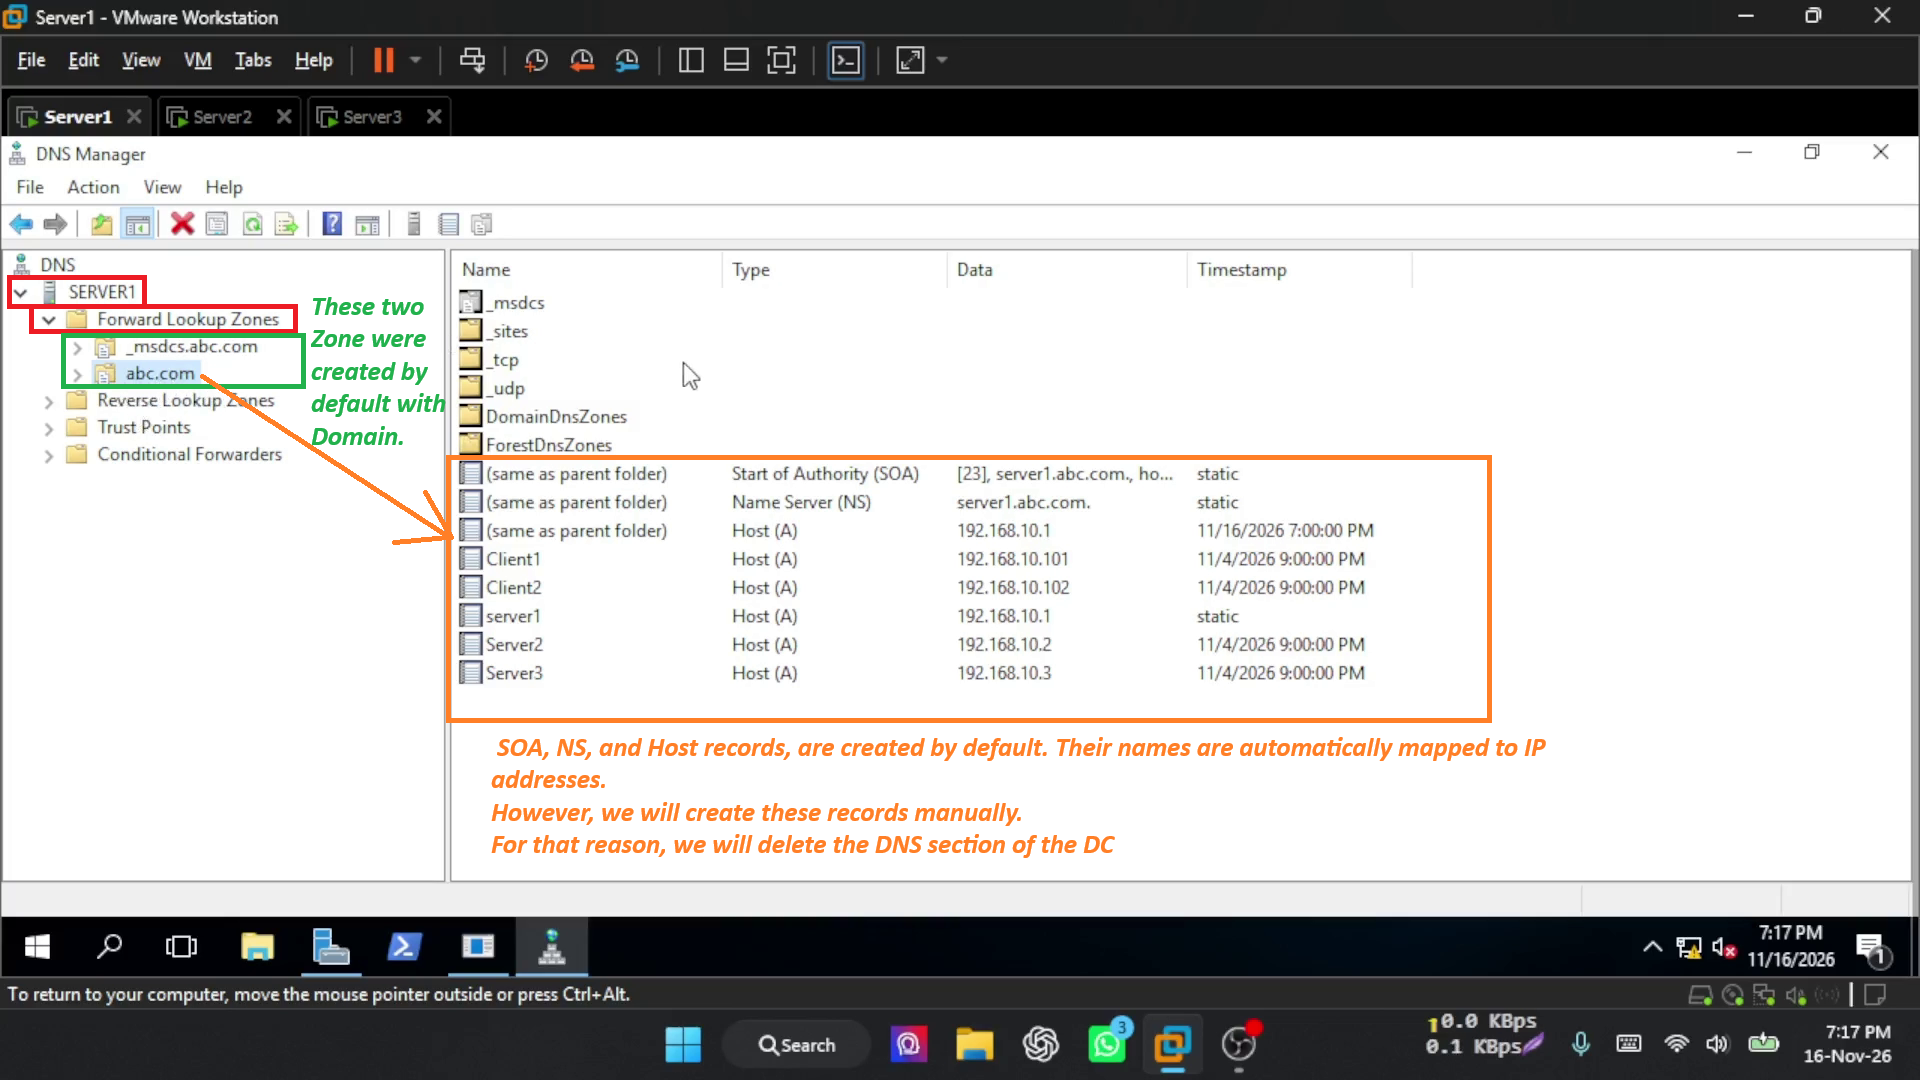 Server1 - VMware Workstation
File Edit View VM Tabs Help
Server1 Server2 Server3
DNS Manager
File Action View Help
DNS
SERVER1
Forward Lookup Zones
_msdcs.abc.com
abc.com
Reverse Lookup Zones
Trust Points
Conditional Forwarders
These two
Zone were
created by
default with
Domain.
Name Type Data Timestamp
_msdcs
_sites
_tcp
_udp
DomainDnsZones
ForestDnsZones
(same as parent folder) Start of Authority (SOA) [23], server1.abc.com., ho... static
(same as parent folder) Name Server (NS) server1.abc.com. static
(same as parent folder) Host (A) 192.168.10.1 11/16/2026 7:00:00 PM
Client1 Host (A) 192.168.10.101 11/4/2026 9:00:00 PM
Client2 Host (A) 192.168.10.102 11/4/2026 9:00:00 PM
server1 Host (A) 192.168.10.1 static
Server2 Host (A) 192.168.10.2 11/4/2026 9:00:00 PM
Server3 Host (A) 192.168.10.3 11/4/2026 9:00:00 PM
SOA, NS, and Host records, are created by default. Their names are automatically mapped to IP
addresses.
However, we will create these records manually.
For that reason, we will delete the DNS section of the DC
7:17 PM
11/16/2026
1
To return to your computer, move the mouse pointer outside or press Ctrl+Alt.
Search
3
0.0 KBps
0.1 KBps
7:17 PM
16-Nov-26